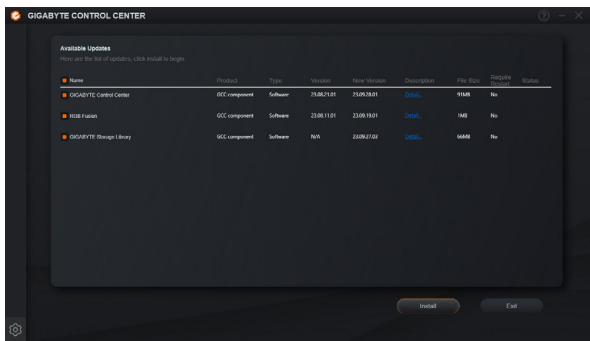 GIGABYTE CONTROL CENTER
Available Updates
Here are the list of updates, click install to begin.
Name Product Type Version New Version Description File Size Require Restart Status
GIGABYTE Control Center GCC component Software 23.08.21.01 23.09.28.01 Detail... 91MB No
RGB Fusion GCC component Software 23.08.11.01 23.09.19.01 Detail... 1MB No
GIGABYTE Storage Library GCC component Software N/A 23.09.27.03 Detail... 66MB No
Install Exit